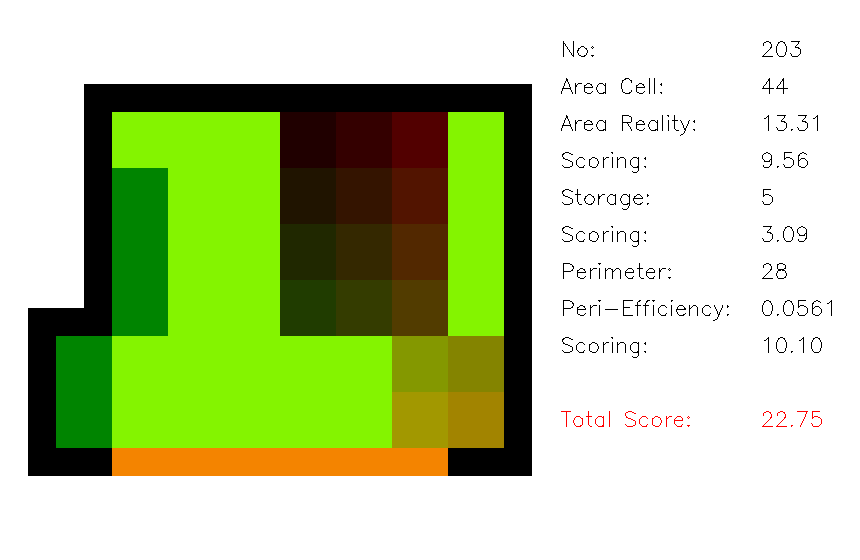 No: 203
Area Cell: 44
Area Reality: 13.31
Scoring: 9.56
Storage: 5
Scoring: 3.09
Perimeter: 28
Peri-Efficiency: 0.0561
Scoring: 10.10
Total Score: 22.75